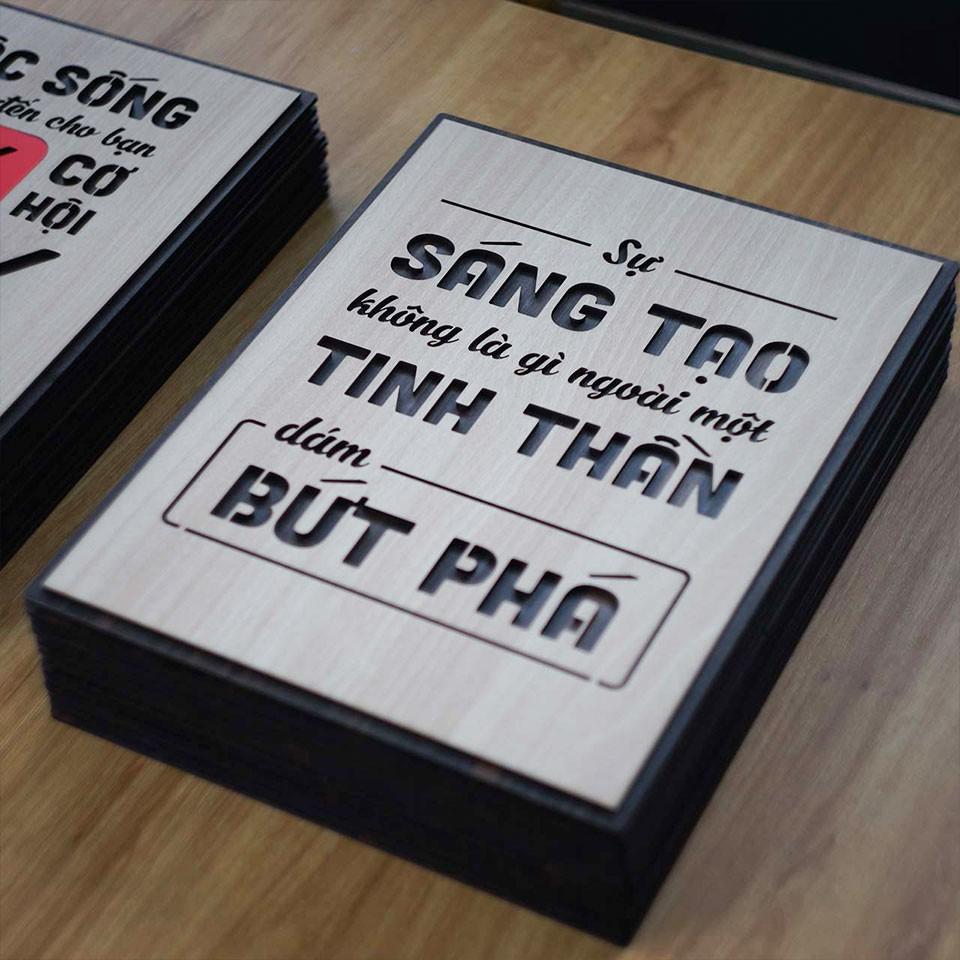 SỐNG
đến cho bạn
CƠ
HỘI
Sự
SÁNG TẠO
không là gì ngoài một
TINH THẦN
dám
BỨT PHÁ